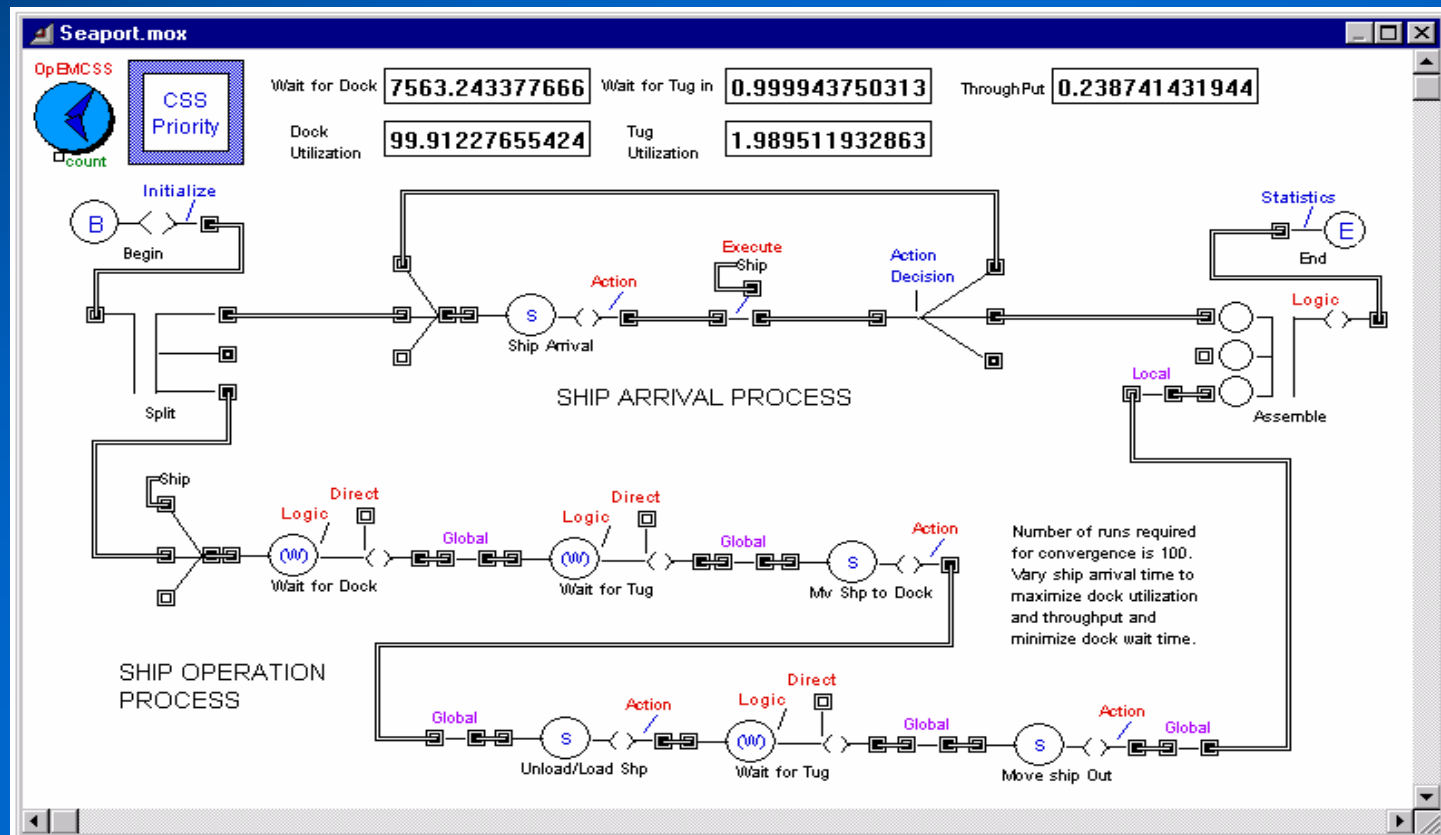 Seaport.mox
OpEMCSS
CSS
Priority
count
Wait for Dock 7563.243377666
Wait for Tug in 0.999943750313
ThroughPut 0.238741431944
Dock
Utilization
99.91227655424
Tug
Utilization
1.989511932863
Initialize
B
Begin
Statistics
E
End
Execute
Ship
Action
Action
Decision
Logic
S
Ship Arrival
SHIP ARRIVAL PROCESS
Local
Split
Assemble
Ship
Direct
Logic
Global
(W)
Wait for Dock
Direct
Logic
Global
(W)
Wait for Tug
Action
S
Mv Shp to Dock
Number of runs required
for convergence is 100.
Vary ship arrival time to
maximize dock utilization
and throughput and
minimize dock wait time.
SHIP OPERATION
PROCESS
Global
Action
S
Unload/Load Shp
Direct
Logic
(W)
Wait for Tug
Global
Action
S
Move ship Out
Global